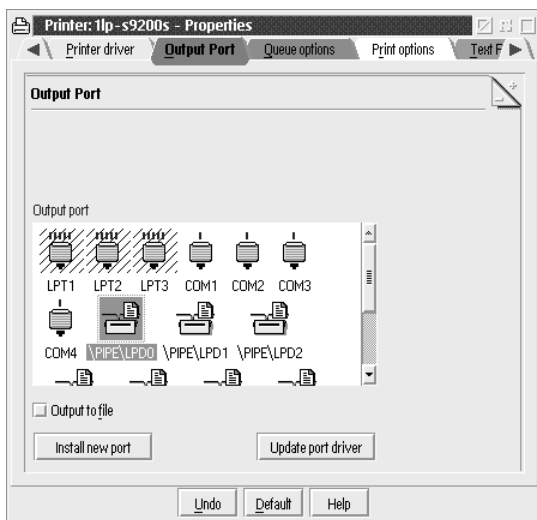 Printer: 1lp-s9200s - Properties
Printer driver Output Port Queue options Print options Text F
Output Port
Output port
LPT1 LPT2 LPT3 COM1 COM2 COM3
COM4 \PIPE\LPD0 \PIPE\LPD1 \PIPE\LPD2
Output to file
Install new port Update port driver
Undo Default Help